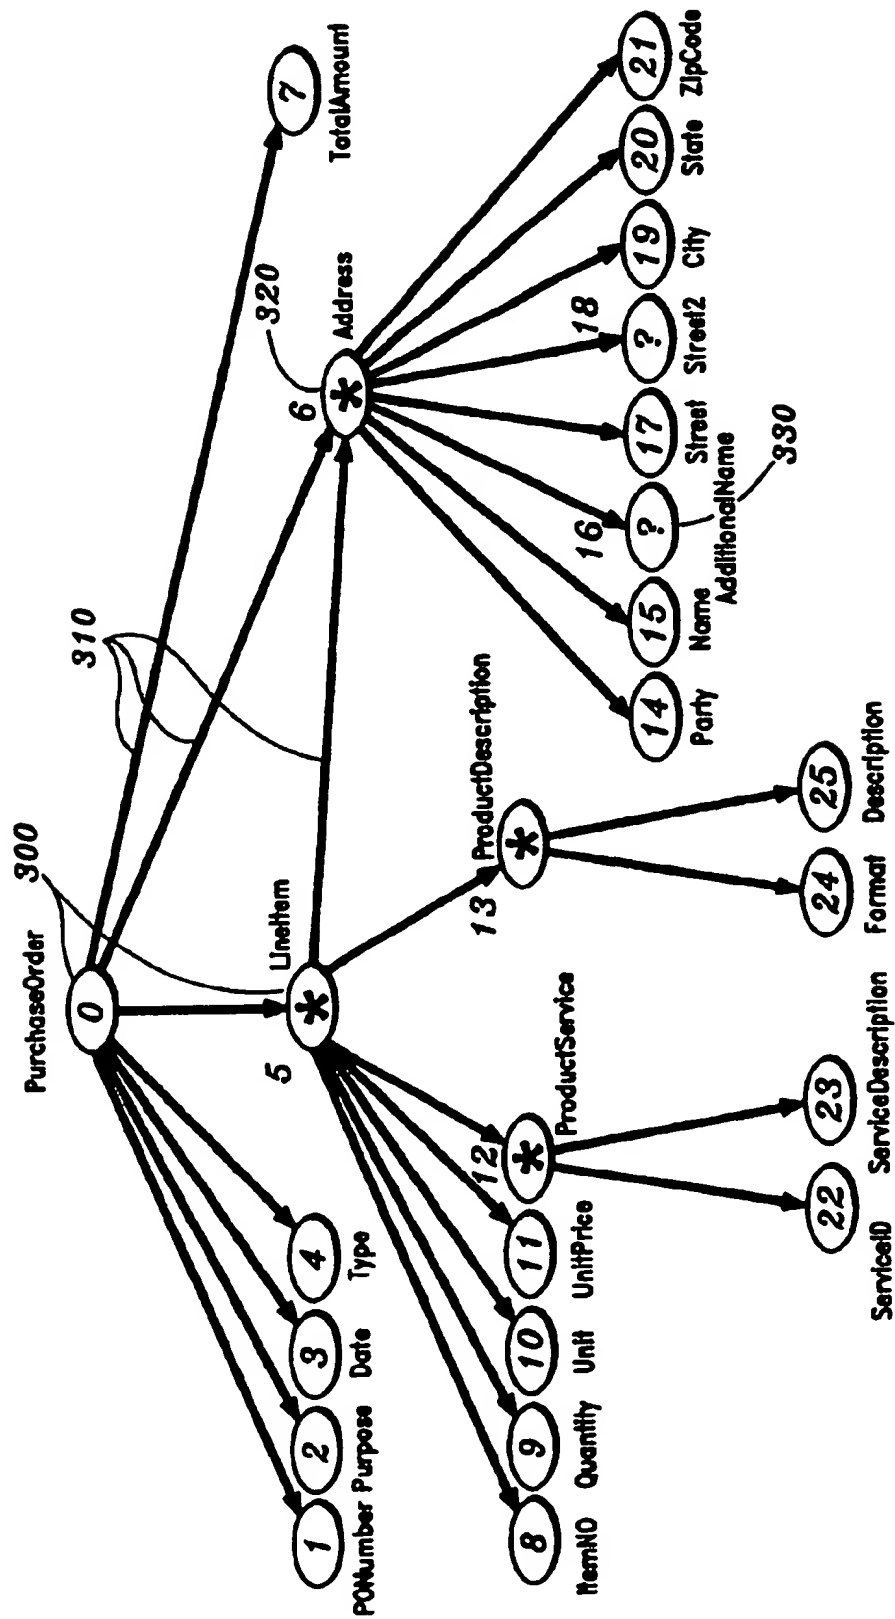 PurchaseOrder
300
310
0
7
TotalAmount
320
1
2
3
4
PONumber
Purpose
Date
Type
5
*
LineItem
6
*
Address
8
9
10
11
12
*
13
*
ItemNO
Quantity
Unit
UnitPrice
ProductService
ProductDescription
14
15
16
?
17
18
?
19
20
21
Party
Name
AdditionalName
Street
Street2
City
State
ZipCode
330
22
23
24
25
ServiceID
ServiceDescription
Format
Description